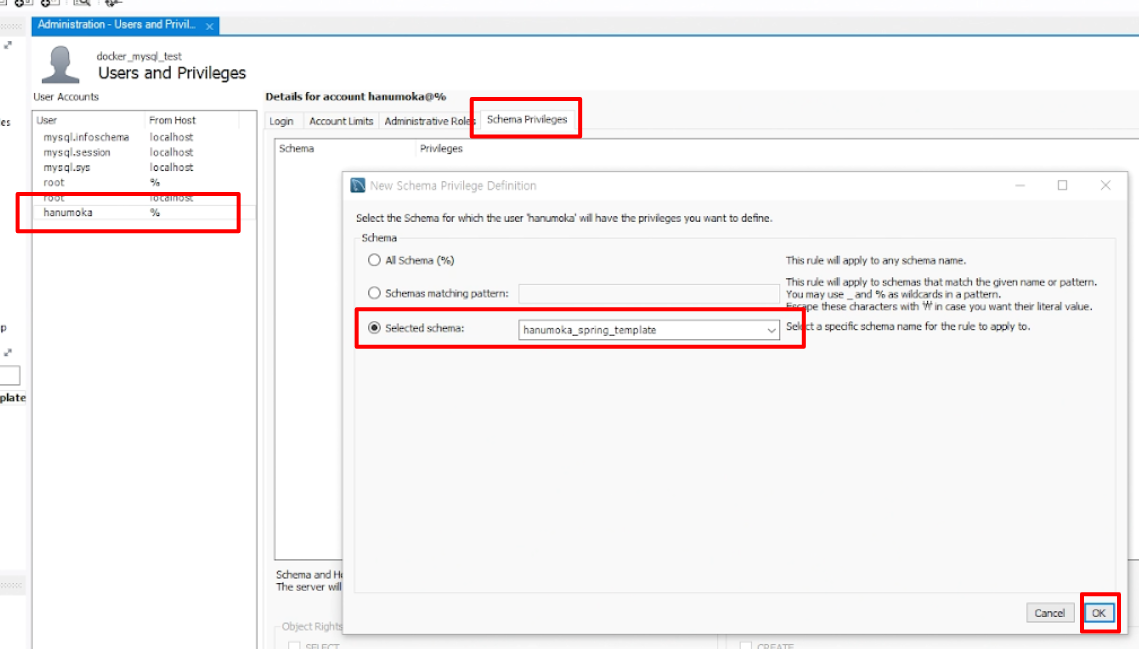 Administration - Users and Privil...
docker_mysql_test
Users and Privileges
User Accounts
User From Host
mysql.infoschema localhost
mysql.session localhost
mysql.sys localhost
root %
root localhost
hanumoka %
Details for account hanumoka@%
Login Account Limits Administrative Roles Schema Privileges
Schema Privileges
New Schema Privilege Definition
Select the Schema for which the user 'hanumoka' will have the privileges you want to define.
Schema
All Schema (%) This rule will apply to any schema name.
Schemas matching pattern: This rule will apply to schemas that match the given name or pattern.
You may use _ and % as wildcards in a pattern.
Escape these characters with ₩ in case you want their literal value.
Selected schema: hanumoka_spring_template Select a specific schema name for the rule to apply to.
Cancel OK
Schema and H
The server will
Object Rights
SELECT CREATE
es
p
plate